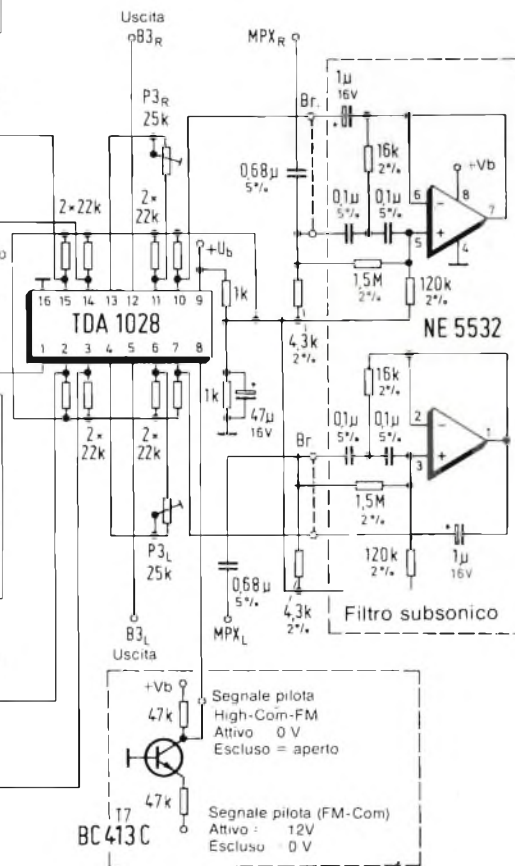 Uscita
B3R
MPXR
P3R
25k
Br.
1µ
16V
16k
2%
+Vb
8
7
6
5
4
0,68µ
5%
0,1µ
5%
0,1µ
5%
2×22k
2×
22k
+Ub
1k
1,5M
2%
120k
2%
NE 5532
16 15 14 13 12 11 10 9
TDA 1028
1 2 3 4 5 6 7 8
4,3k
2%
1k
47µ
16V
2×
22k
2×
22k
16k
2%
0,1µ
5%
0,1µ
5%
2
3
1
Br
1,5M
2%
P3L
25k
0,68µ
5%
4,3k
2%
120k
2%
1µ
16V
B3L
Uscita
MPXL
Filtro subsonico
+Vb
47k
Segnale pilota
High-Com-FM
Attivo 0 V
Escluso = aperto
47k
T7
BC 413 C
Segnale pilota (FM-Com)
Attivo : 12V
Escluso 0 V